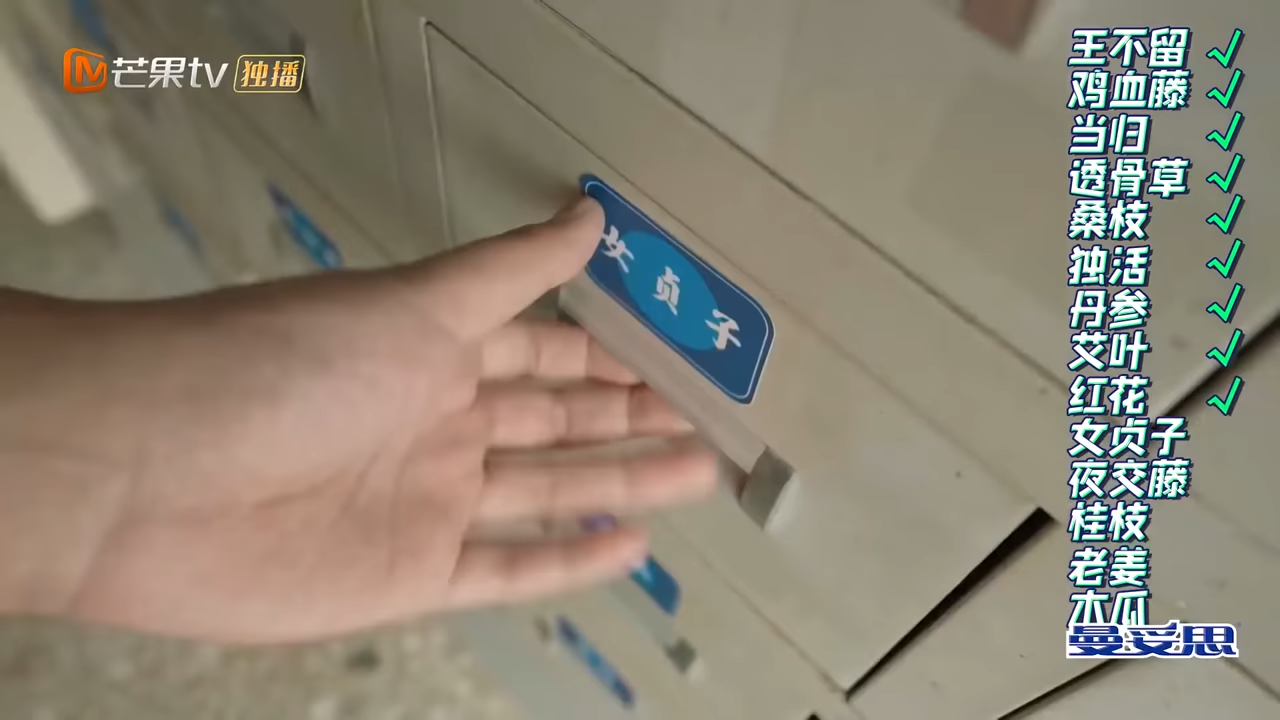 芒果tv 独播
女贞子
王不留 ✓
鸡血藤 ✓
当归 ✓
透骨草 ✓
桑枝 ✓
独活 ✓
丹参 ✓
艾叶 ✓
红花 ✓
女贞子
夜交藤
桂枝
老姜
木瓜
曼妥思